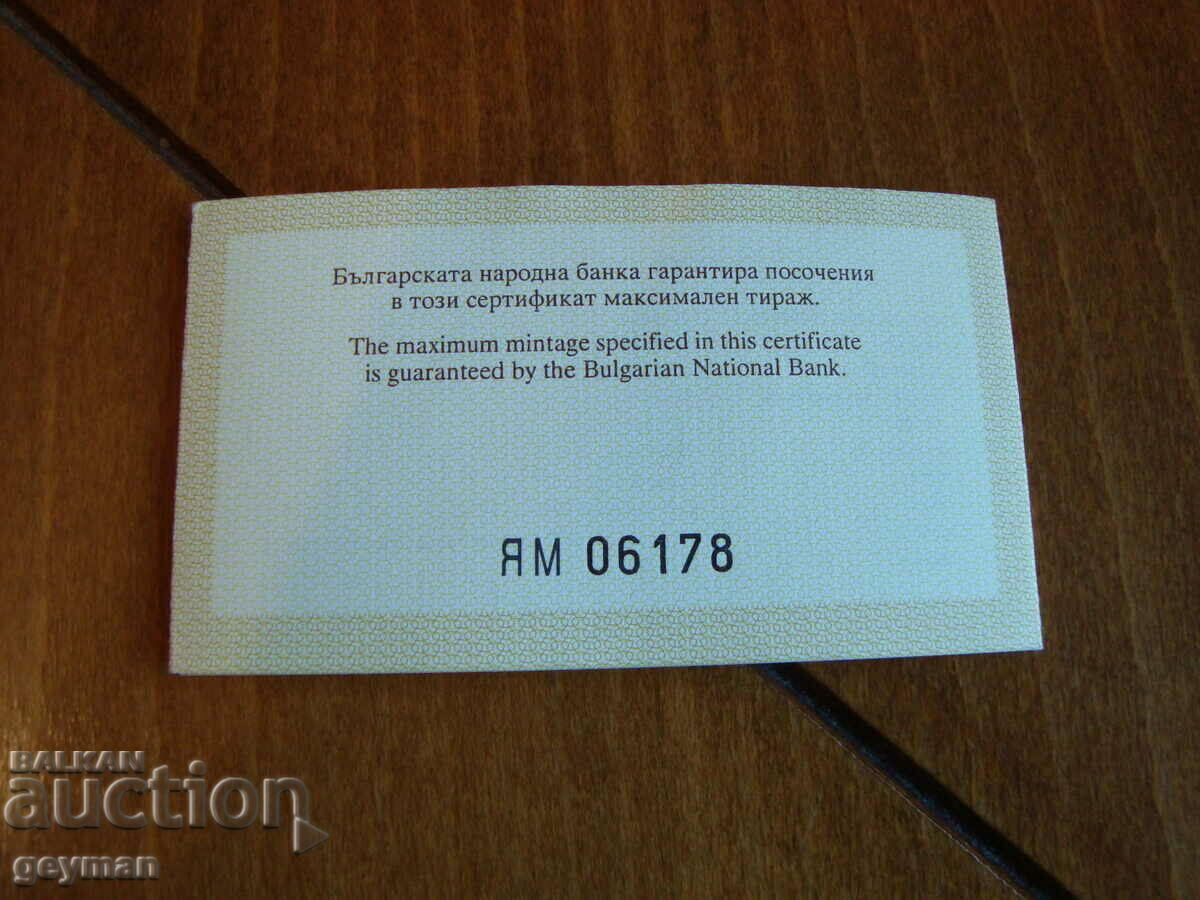 Българската народна банка гарантира посочения
в този сертификат максимален тираж.
The maximum mintage specified in this certificate
is guaranteed by the Bulgarian National Bank.
ЯМ 06178
BALKAN
auction
geyman